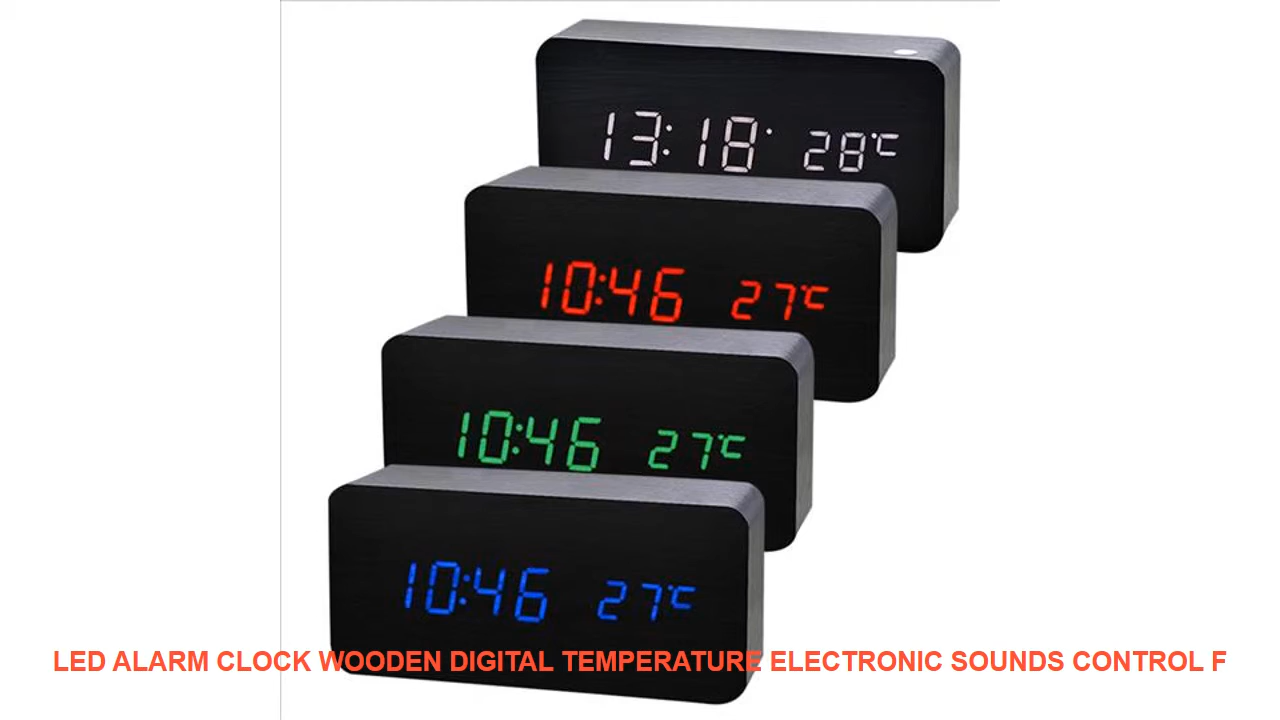 13:18 28°C
10:46 27°C
10:46 27°C
10:46 27°C
LED ALARM CLOCK WOODEN DIGITAL TEMPERATURE ELECTRONIC SOUNDS CONTROL F